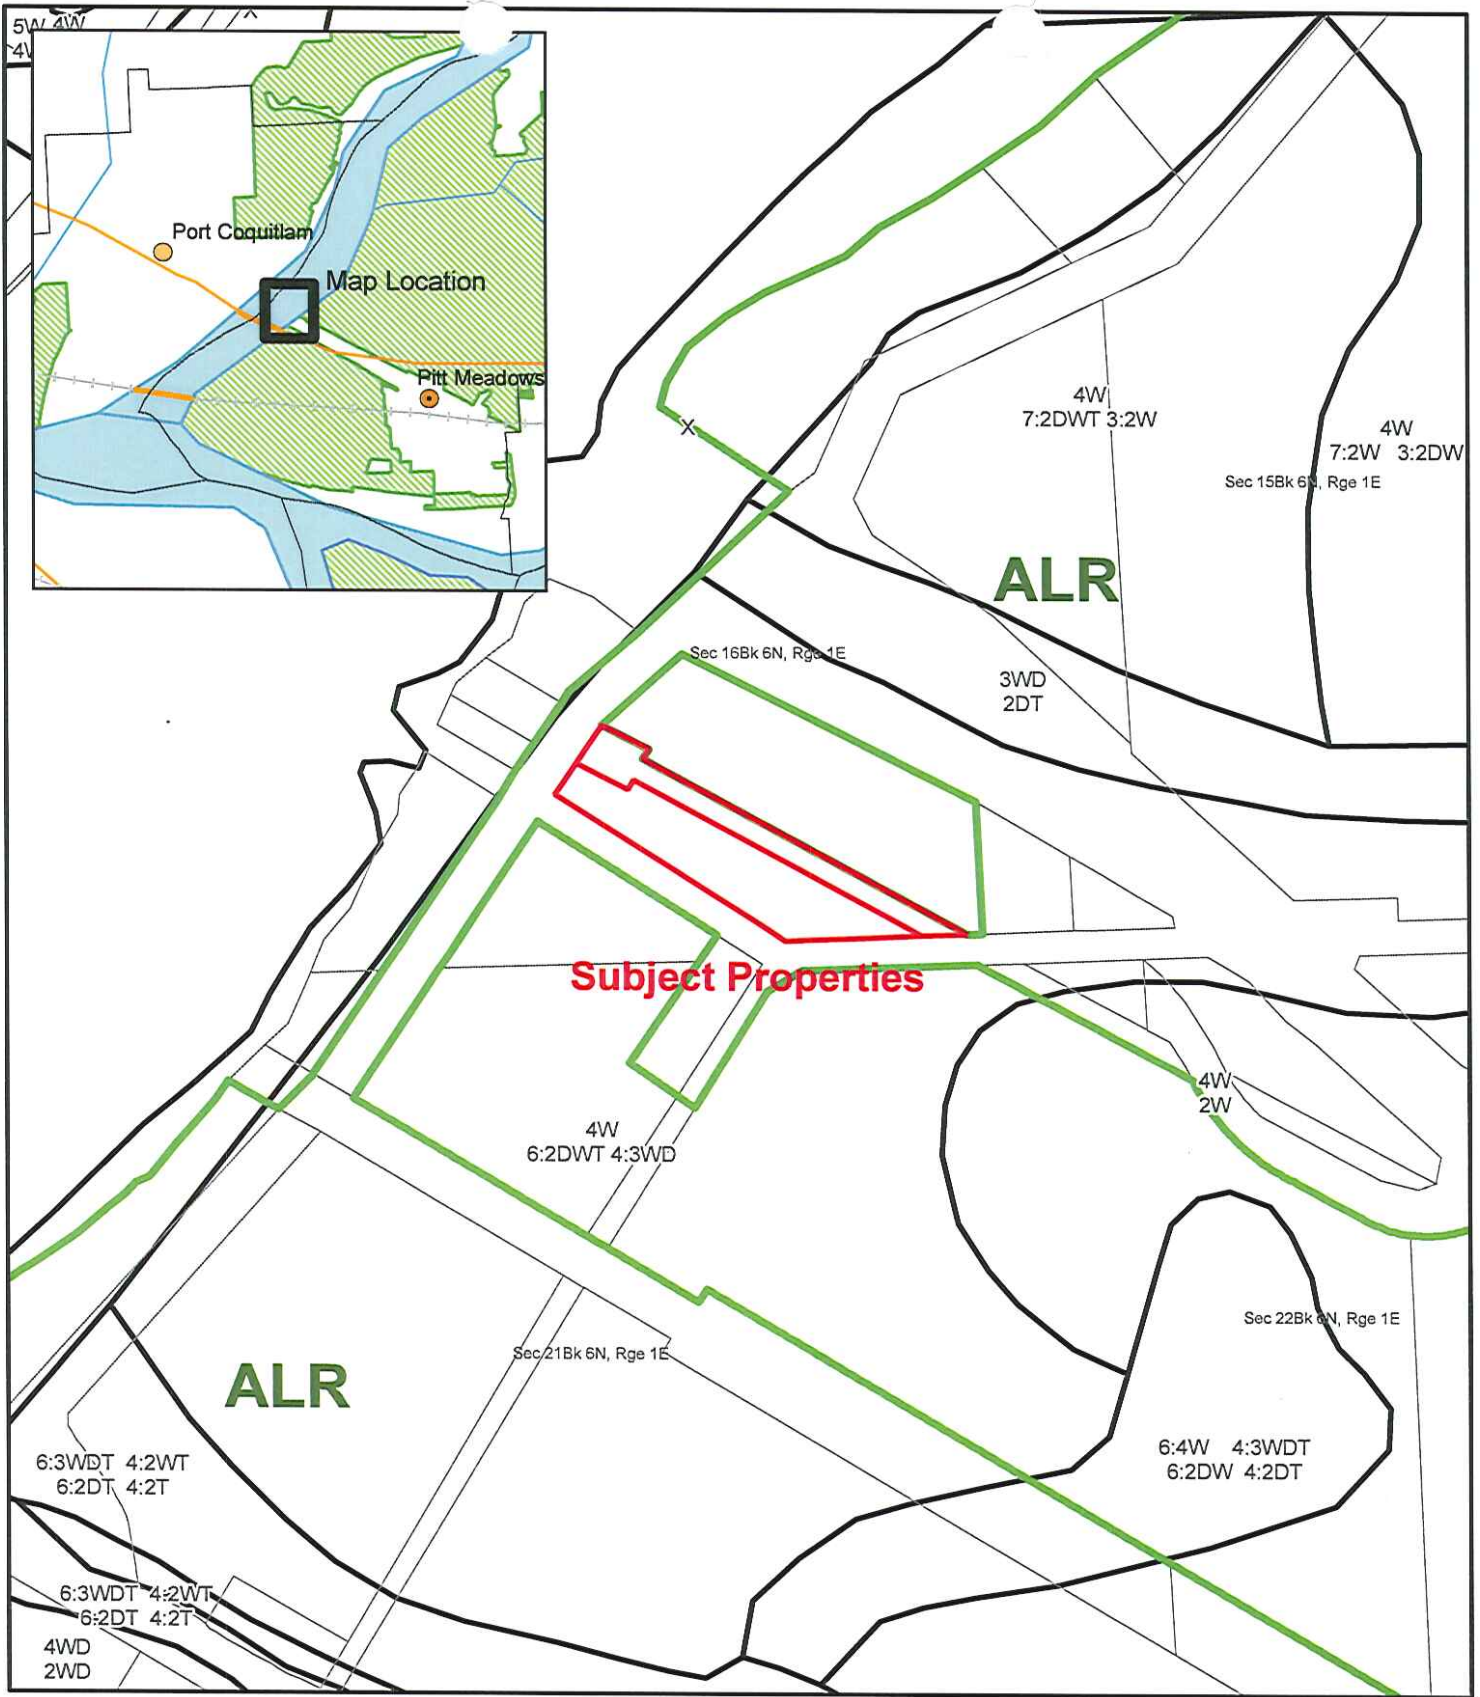 5W 4W
Port Coquitlam
Map Location
Pitt Meadows
4W
7:2DWT 3:2W
4W
7:2W 3:2DW
Sec 15Bk 6N, Rge 1E
X
ALR
Sec 16Bk 6N, Rge 1E
3WD
2DT
Subject Properties
4W
2W
4W
6:2DWT 4:3WD
Sec 22Bk 6N, Rge 1E
Sec 21Bk 6N, Rge 1E
ALR
6:4W 4:3WDT
6:2DW 4:2DT
6:3WDT 4:2WT
6:2DT 4:2T
6:3WDT 4:2WT
6:2DT 4:2T
4WD
2WD